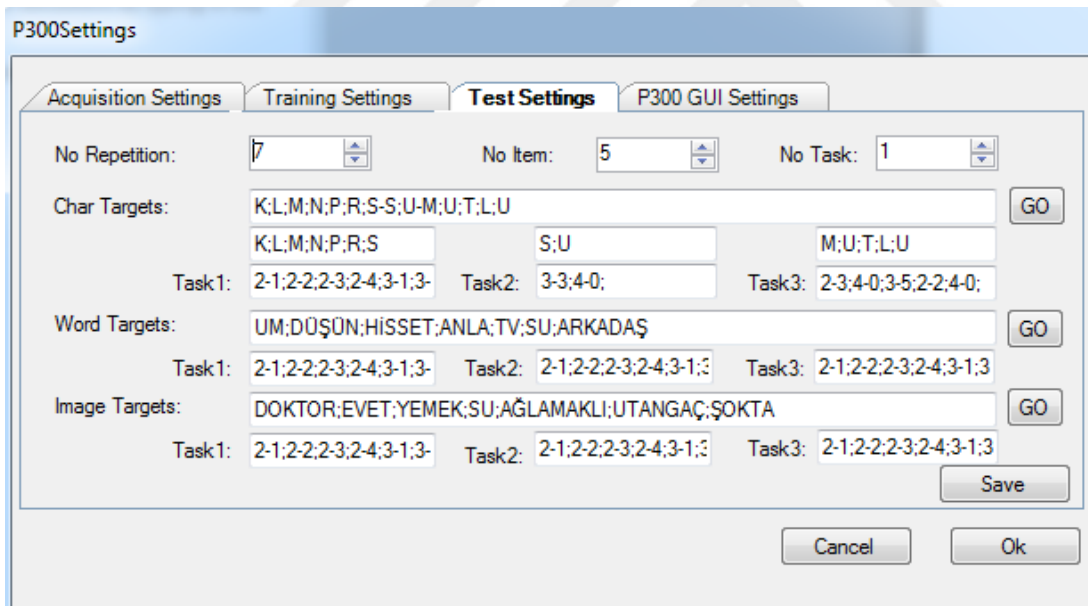 P300Settings
Acquisition Settings Training Settings Test Settings P300 GUI Settings
No Repetition: 7 No Item: 5 No Task: 1
Char Targets: K;L;M;N;P;R;S-S;U-M;U;T;L;U GO
K;L;M;N;P;R;S S;U M;U;T;L;U
Task1: 2-1;2-2;2-3;2-4;3-1;3- Task2: 3-3;4-0; Task3: 2-3;4-0;3-5;2-2;4-0;
Word Targets: UM;DÜŞÜN;HİSSET;ANLA;TV;SU;ARKADAŞ GO
Task1: 2-1;2-2;2-3;2-4;3-1;3- Task2: 2-1;2-2;2-3;2-4;3-1;3 Task3: 2-1;2-2;2-3;2-4;3-1;3
Image Targets: DOKTOR;EVET;YEMEK;SU;AĞLAMAKLI;UTANGAÇ;ŞOKTA GO
Task1: 2-1;2-2;2-3;2-4;3-1;3- Task2: 2-1;2-2;2-3;2-4;3-1;3 Task3: 2-1;2-2;2-3;2-4;3-1;3
Save
Cancel Ok